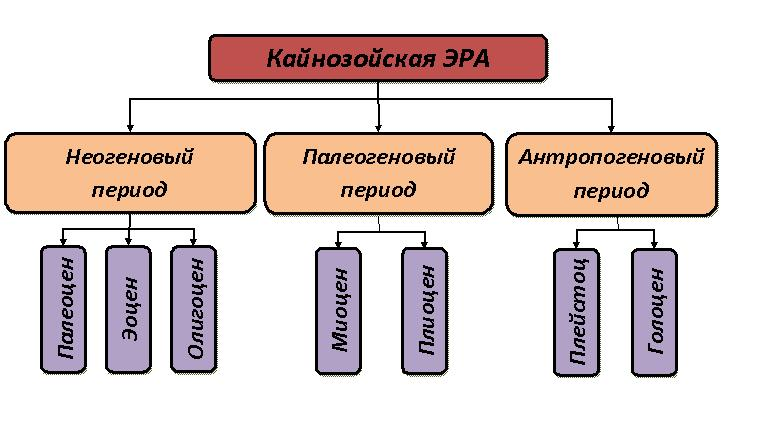 Кайнозойская ЭРА
Неогеновый
период
Палеогеновый
период
Антропогеновый
период
Палеоцен
Эоцен
Олигоцен
Миоцен
Плиоцен
Плейстоц
Голоцен